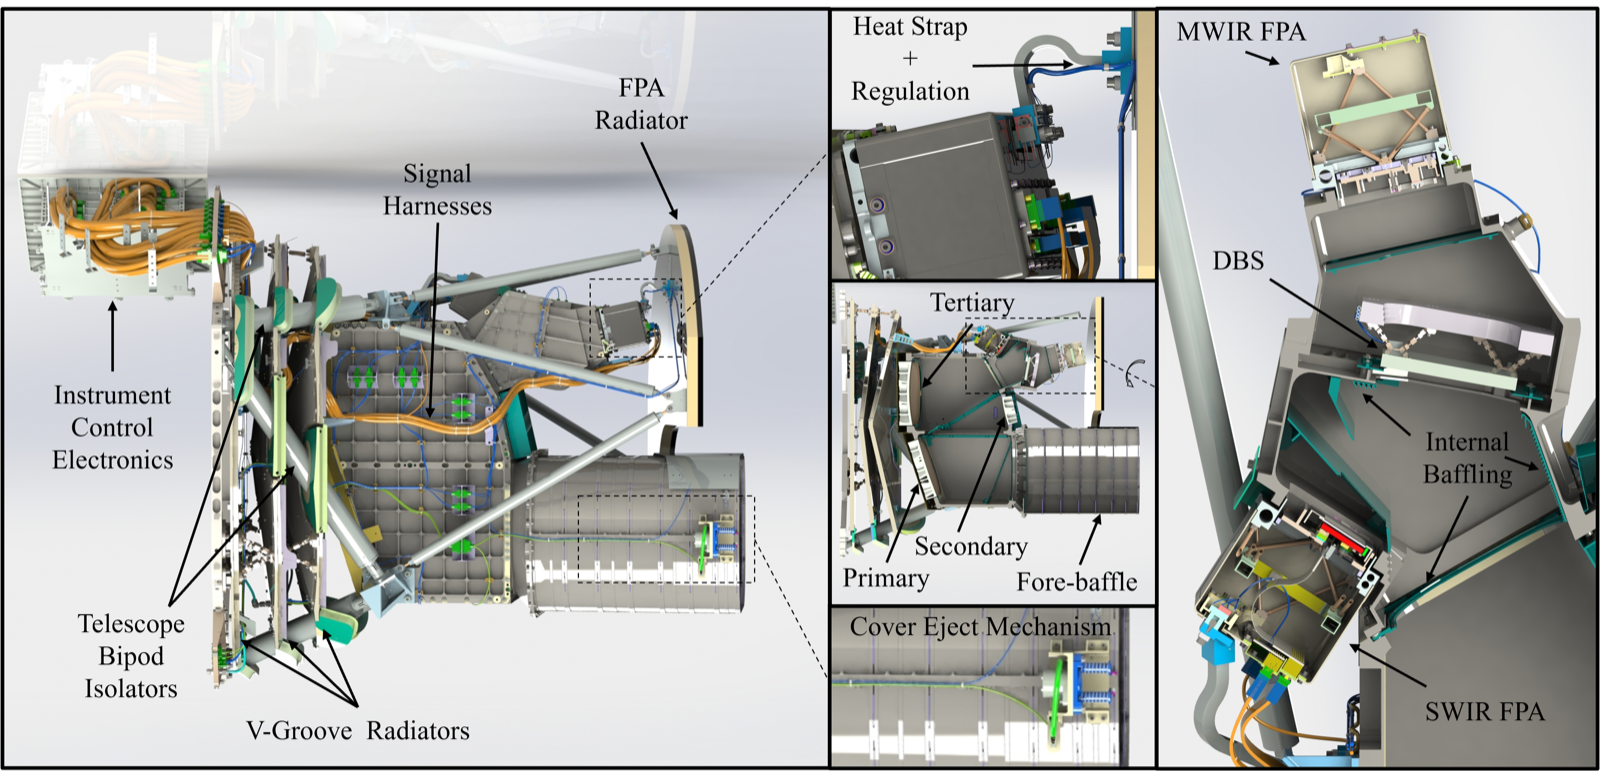 FPA
Radiator
Signal
Harnesses
Instrument
Control
Electronics
Telescope
Bipod
Isolators
V-Groove Radiators
Heat Strap
+
Regulation
Tertiary
Secondary
Primary
Fore-baffle
Cover Eject Mechanism
MWIR FPA
DBS
Internal
Baffling
SWIR FPA